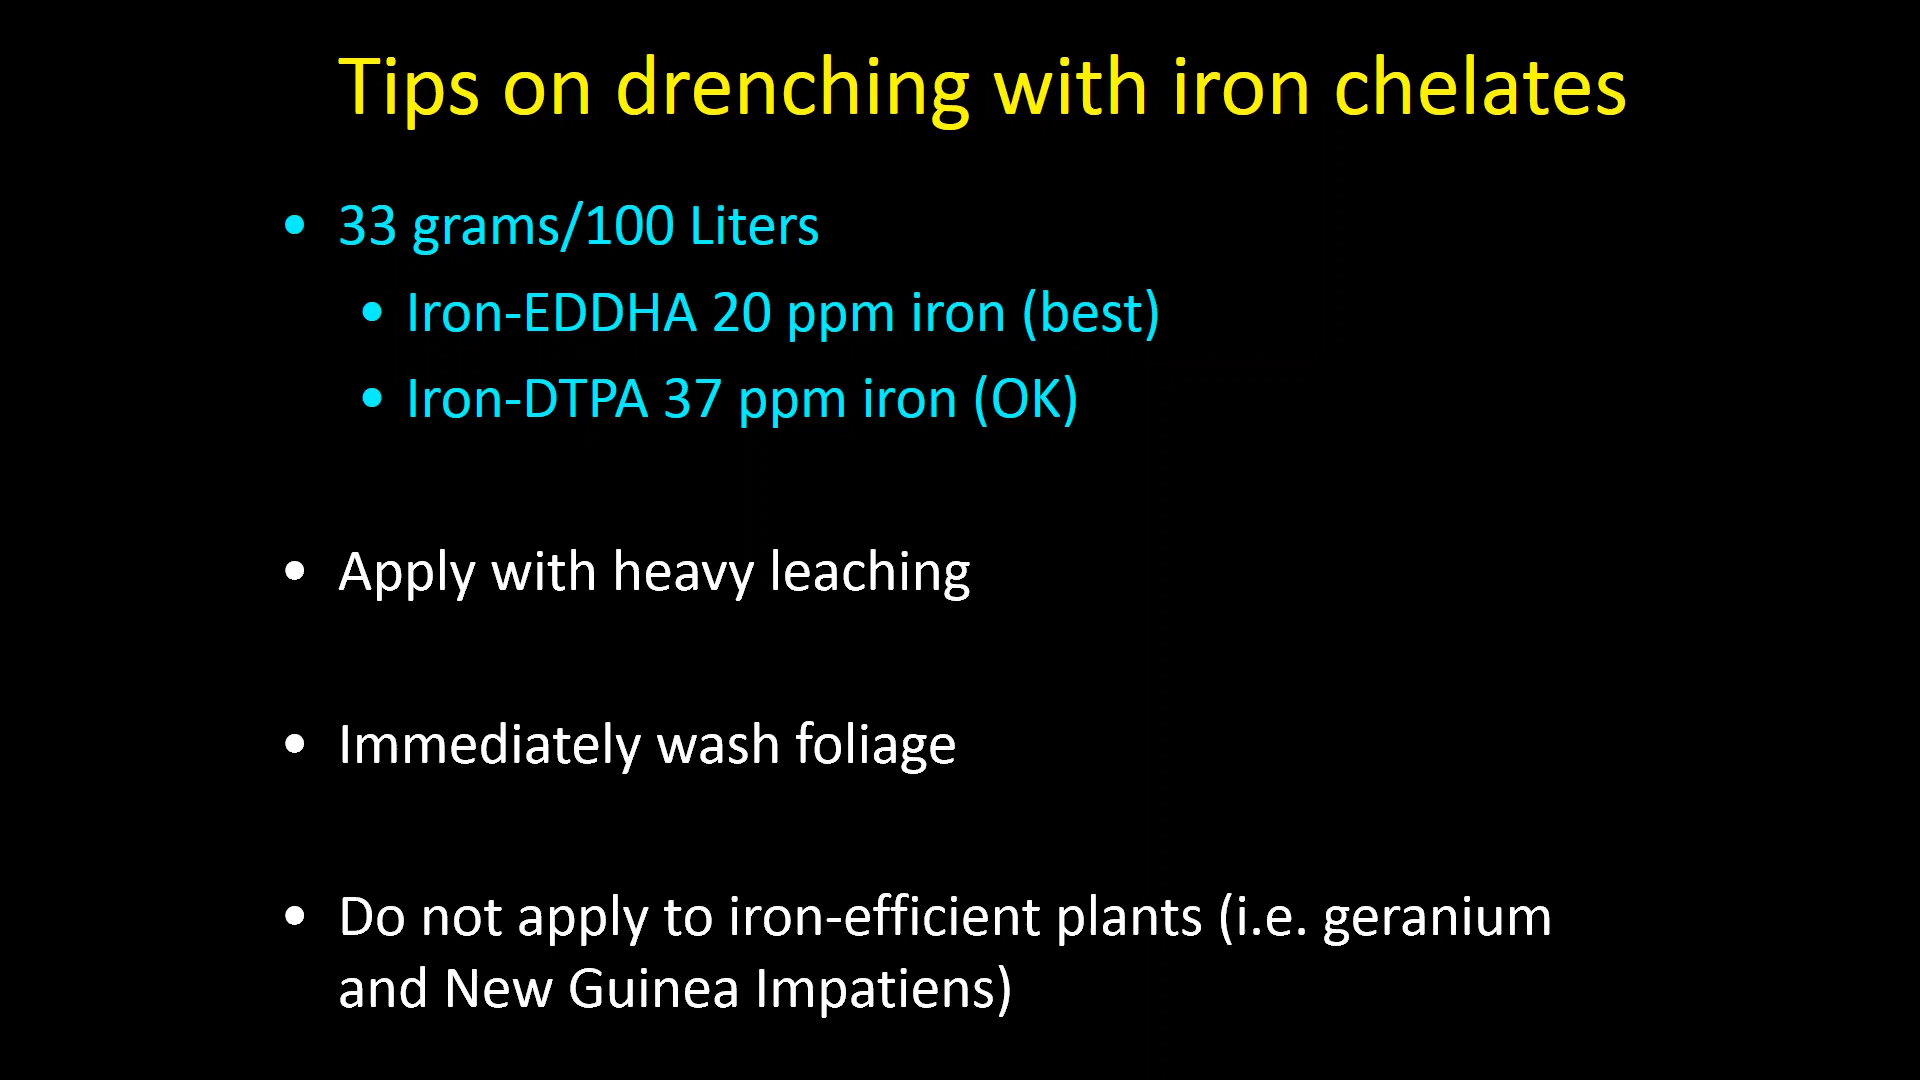 Tips on drenching with iron chelates
• 33 grams/100 Liters
• Iron-EDDHA 20 ppm iron (best)
• Iron-DTPA 37 ppm iron (OK)
• Apply with heavy leaching
• Immediately wash foliage
• Do not apply to iron-efficient plants (i.e. geranium
and New Guinea Impatiens)